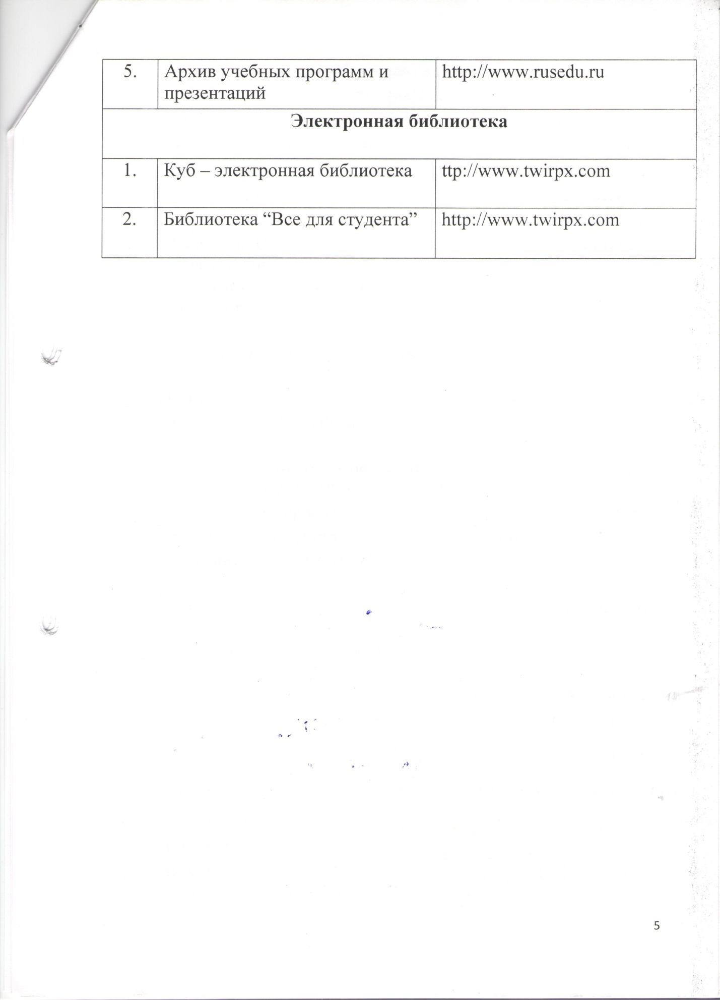 5. Архив учебных программ и http://www.rusedu.ru
презентаций
Электронная библиотека
1. Куб – электронная библиотека ttp://www.twirpx.com
2. Библиотека “Все для студента” http://www.twirpx.com
5